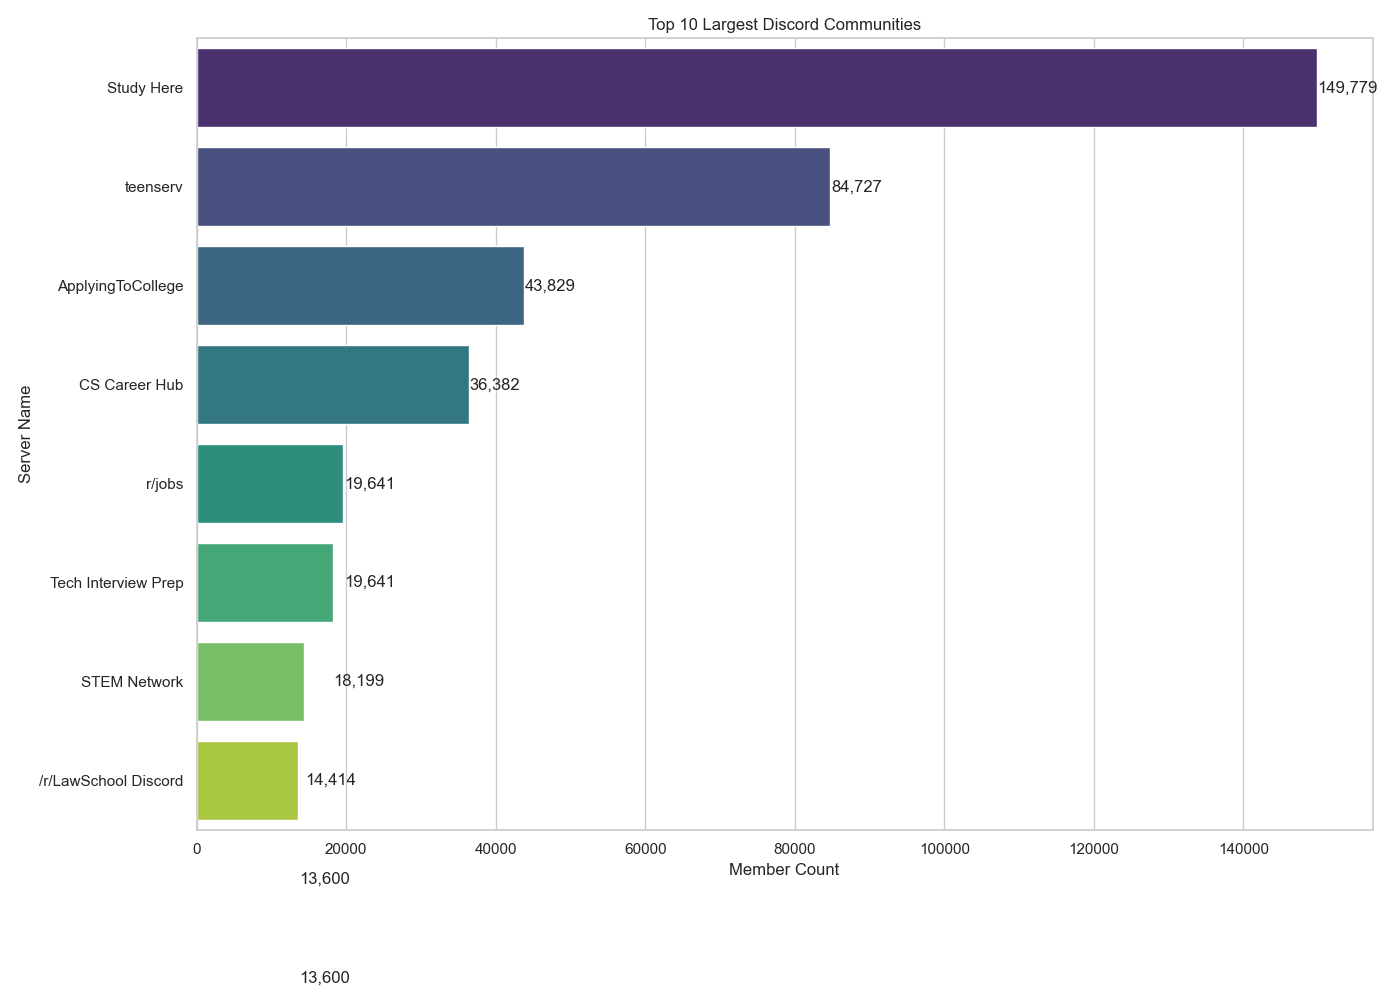 Top 10 Largest Discord Communities
Study Here
149,779
teenserv
84,727
ApplyingToCollege
43,829
CS Career Hub
36,382
r/jobs
19,641
Tech Interview Prep
19,641
STEM Network
18,199
/r/LawSchool Discord
14,414
Server Name
0
20000
40000
60000
80000
100000
120000
140000
Member Count
13,600
13,600